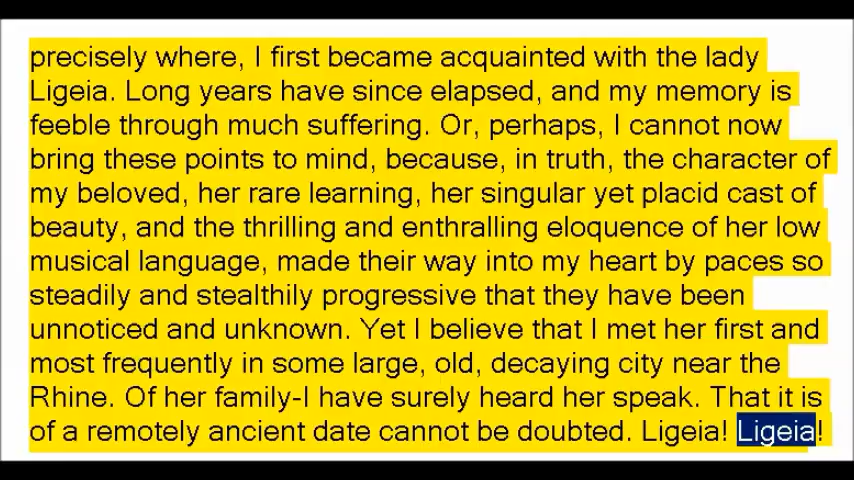 precisely where, I first became acquainted with the lady
Ligeia. Long years have since elapsed, and my memory is
feeble through much suffering. Or, perhaps, I cannot now
bring these points to mind, because, in truth, the character of
my beloved, her rare learning, her singular yet placid cast of
beauty, and the thrilling and enthralling eloquence of her low
musical language, made their way into my heart by paces so
steadily and stealthily progressive that they have been
unnoticed and unknown. Yet I believe that I met her first and
most frequently in some large, old, decaying city near the
Rhine. Of her family-I have surely heard her speak. That it is
of a remotely ancient date cannot be doubted. Ligeia! Ligeia!